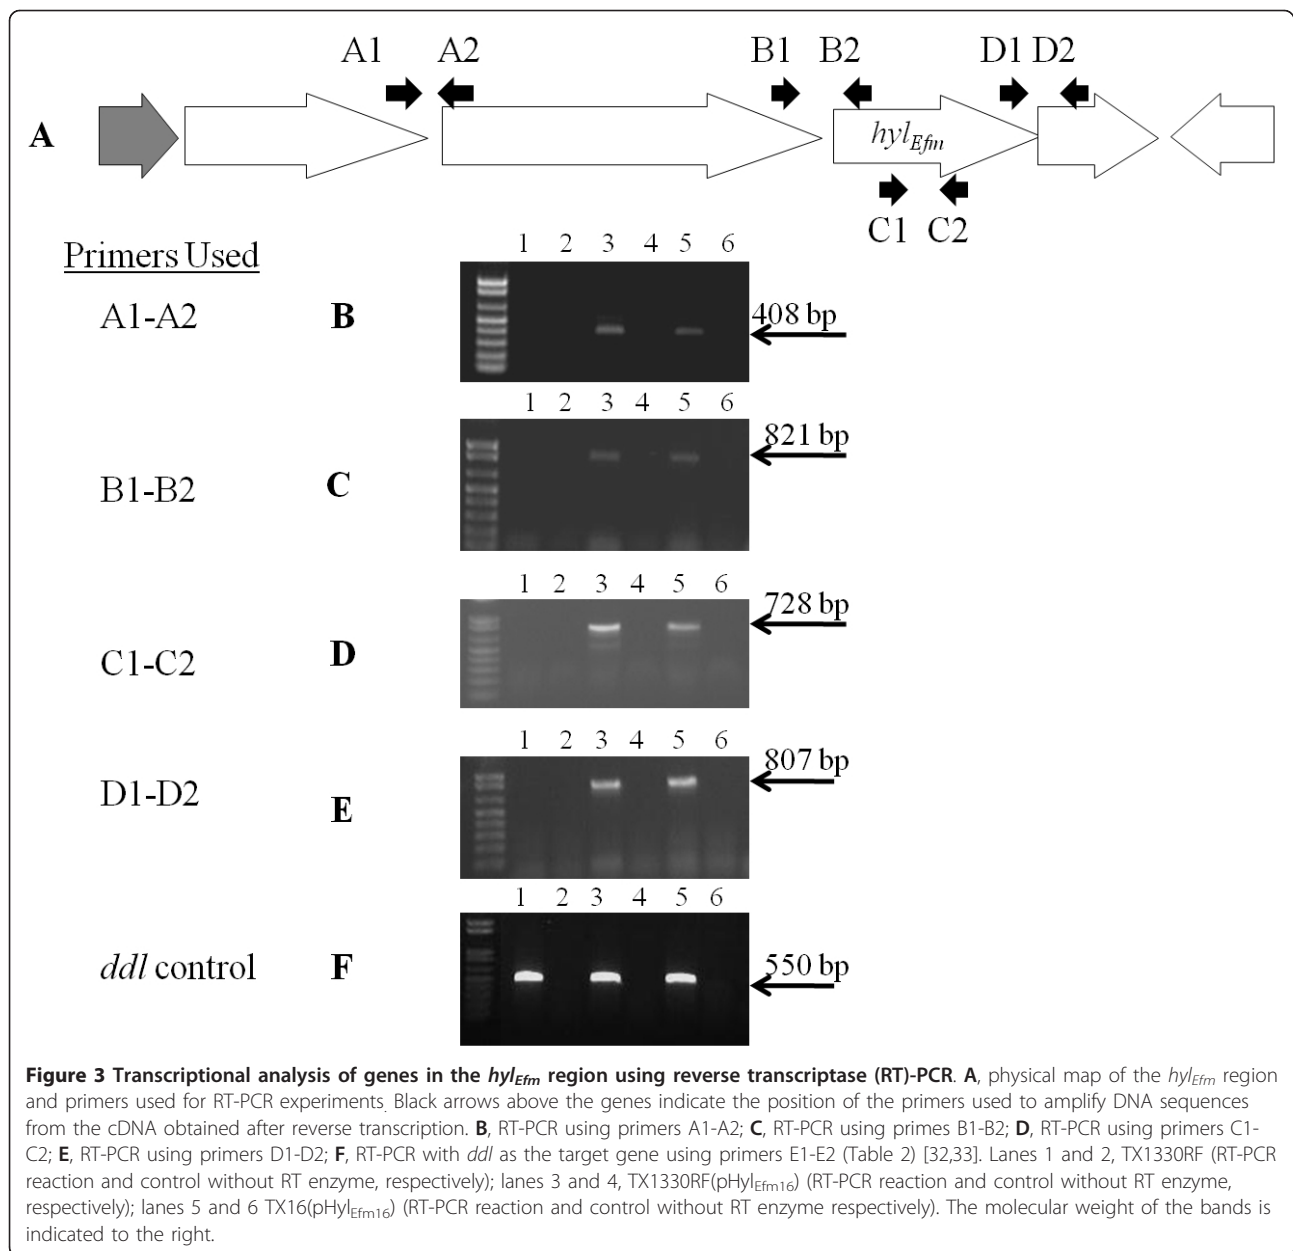 A1 A2 B1 B2 D1 D2
A
hylEfm
C1 C2
Primers Used
1 2 3 4 5 6
A1-A2 B 408 bp
1 2 3 4 5 6
B1-B2 C 821 bp
1 2 3 4 5 6
C1-C2 D 728 bp
1 2 3 4 5 6
D1-D2 E 807 bp
1 2 3 4 5 6
ddl control F 550 bp
Figure 3 Transcriptional analysis of genes in the hylEfm region using reverse transcriptase (RT)-PCR. A, physical map of the hylEfm region
and primers used for RT-PCR experiments. Black arrows above the genes indicate the position of the primers used to amplify DNA sequences
from the cDNA obtained after reverse transcription. B, RT-PCR using primers A1-A2; C, RT-PCR using primes B1-B2; D, RT-PCR using primers C1-
C2; E, RT-PCR using primers D1-D2; F, RT-PCR with ddl as the target gene using primers E1-E2 (Table 2) [32,33]. Lanes 1 and 2, TX1330RF (RT-PCR
reaction and control without RT enzyme, respectively); lanes 3 and 4, TX1330RF(pHylEfm16) (RT-PCR reaction and control without RT enzyme,
respectively); lanes 5 and 6 TX16(pHylEfm16) (RT-PCR reaction and control without RT enzyme respectively). The molecular weight of the bands is
indicated to the right.